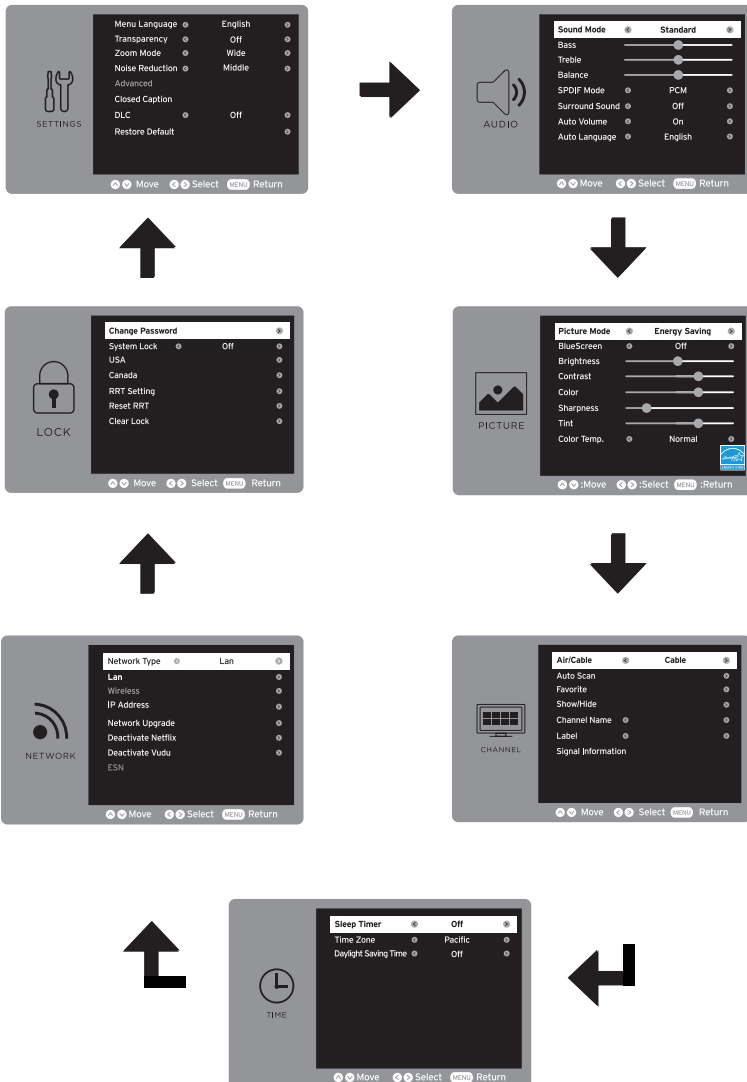 Menu Language English
Transparency Off
Zoom Mode Wide
Noise Reduction Middle
Advanced
Closed Caption
DLC Off
Restore Default
SETTINGS
Move Select MENU Return
Sound Mode Standard
Bass
Treble
Balance
SPDIF Mode PCM
Surround Sound Off
Auto Volume On
Auto Language English
AUDIO
Move Select MENU Return
Picture Mode Energy Saving
BlueScreen Off
Brightness
Contrast
Color
Sharpness
Tint
Color Temp. Normal
PICTURE
ENERGY STAR
:Move :Select MENU :Return
Air/Cable Cable
Auto Scan
Favorite
Show/Hide
Channel Name
Label
Signal Information
CHANNEL
Move Select MENU Return
Sleep Timer Off
Time Zone Pacific
Daylight Saving Time Off
TIME
Move Select MENU Return
Network Type Lan
Lan
Wireless
IP Address
Network Upgrade
Deactivate Netflix
Deactivate Vudu
ESN
NETWORK
Move Select MENU Return
Change Password
System Lock Off
USA
Canada
RRT Setting
Reset RRT
Clear Lock
LOCK
Move Select MENU Return